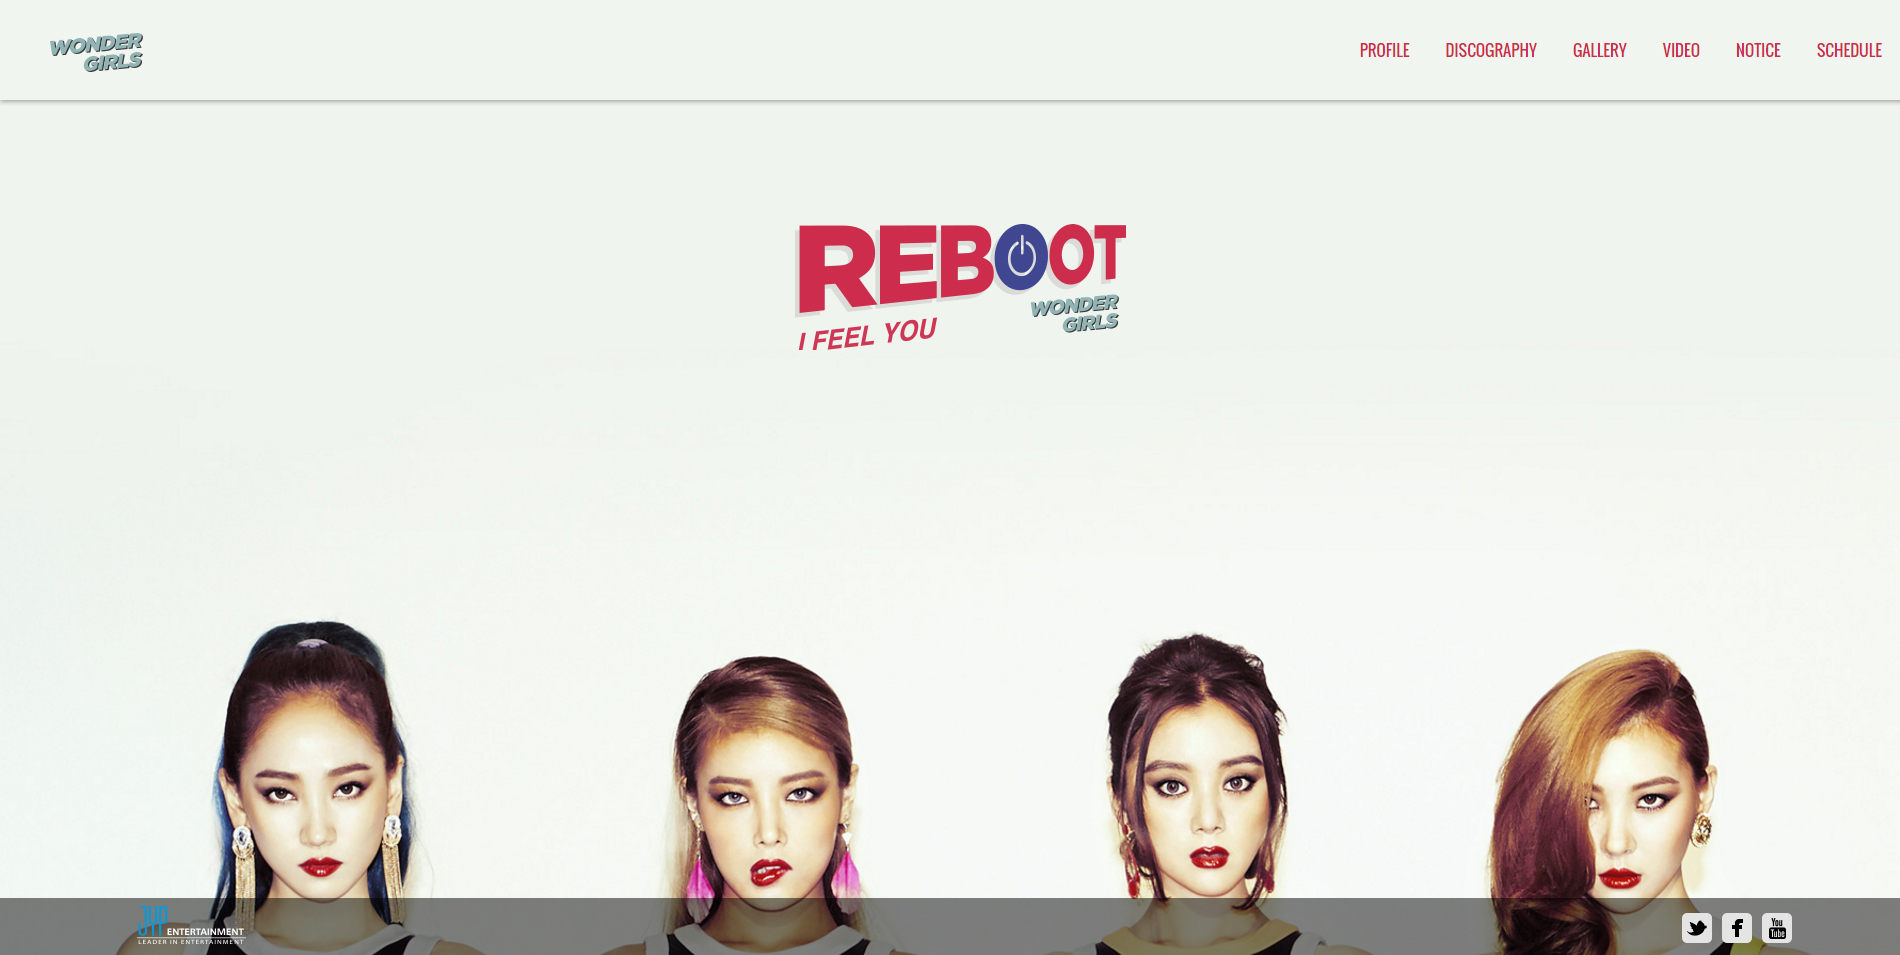 WONDER
GIRLS
PROFILE DISCOGRAPHY GALLERY VIDEO NOTICE SCHEDULE
REBOOT
I FEEL YOU
WONDER
GIRLS
JYP ENTERTAINMENT
LEADER IN ENTERTAINMENT
You
Tube